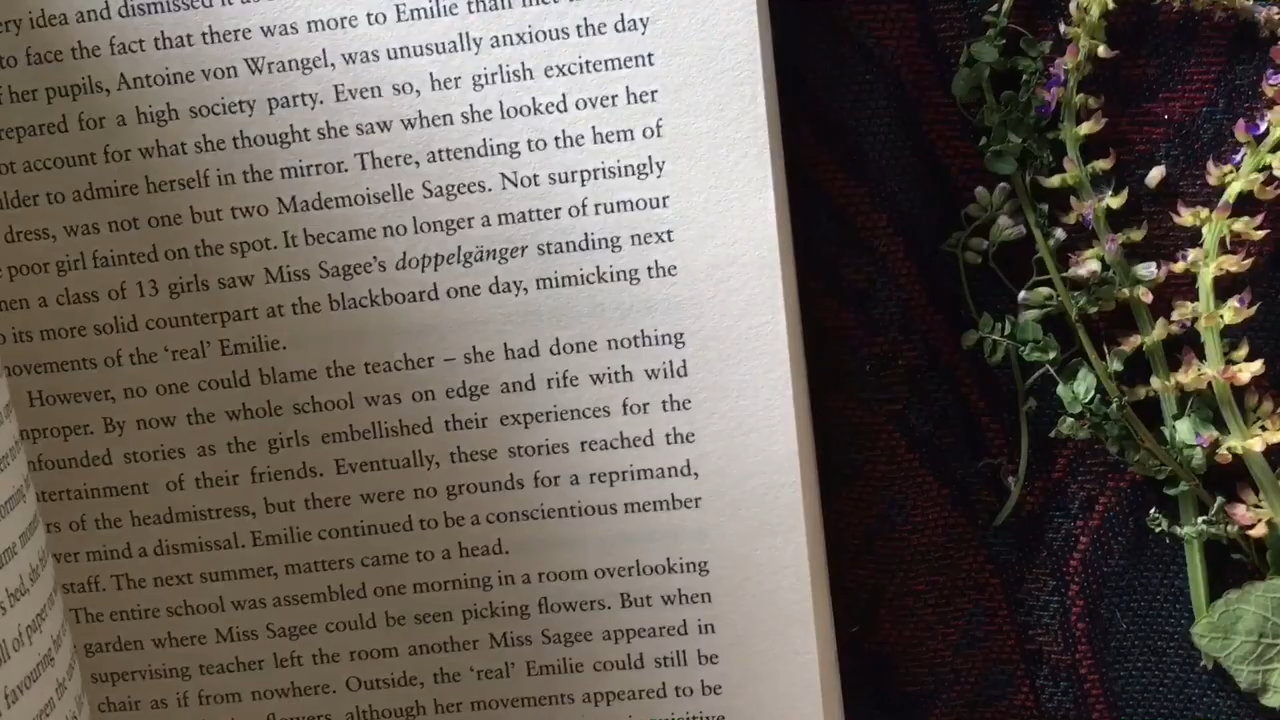 idea and dismissed it as
to face the fact that there was more to Emilie than
her pupils, Antoine von Wrangel, was unusually anxious the day
for a high society party. Even so, her girlish excitement
account for what she thought she saw when she looked over her
to admire herself in the mirror. There, attending to the hem of
dress, was not one but two Mademoiselle Sagees. Not surprisingly
poor girl fainted on the spot. It became no longer a matter of rumour
a class of 13 girls saw Miss Sagee's doppelgänger standing next
its more solid counterpart at the blackboard one day, mimicking the
of the 'real' Emilie.
However, no one could blame the teacher – she had done nothing
By now the whole school was on edge and rife with wild
stories as the girls embellished their experiences for the
of their friends. Eventually, these stories reached the
of the headmistress, but there were no grounds for a reprimand,
mind a dismissal. Emilie continued to be a conscientious member
staff. The next summer, matters came to a head.
The entire school was assembled one morning in a room overlooking
garden where Miss Sagee could be seen picking flowers. But when
supervising teacher left the room another Miss Sagee appeared in
chair as if from nowhere. Outside, the 'real' Emilie could still be
flowers, although her movements appeared to be